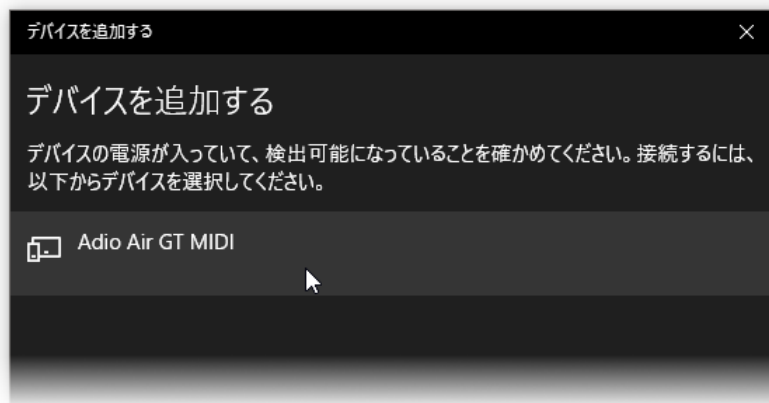 デバイスを追加する
デバイスを追加する
デバイスの電源が入っていて、検出可能になっていることを確かめてください。接続するには、
以下からデバイスを選択してください。
Adio Air GT MIDI